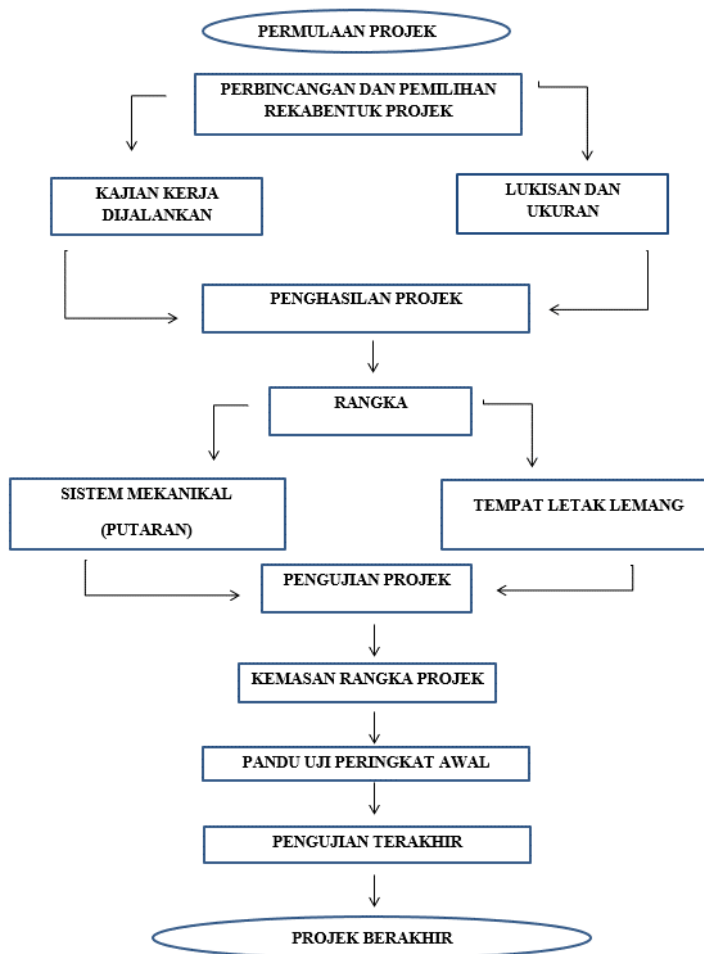 PERMULAAN PROJEK
PERBINCANGAN DAN PEMILIHAN
REKABENTUK PROJEK
KAJIAN KERJA
DIJALANKAN
LUKISAN DAN
UKURAN
PENGHASILAN PROJEK
RANGKA
SISTEM MEKANIKAL
(PUTARAN)
TEMPAT LETAK LEMANG
PENGUJIAN PROJEK
KEMASAN RANGKA PROJEK
PANDU UJI PERINGKAT AWAL
PENGUJIAN TERAKHIR
PROJEK BERAKHIR